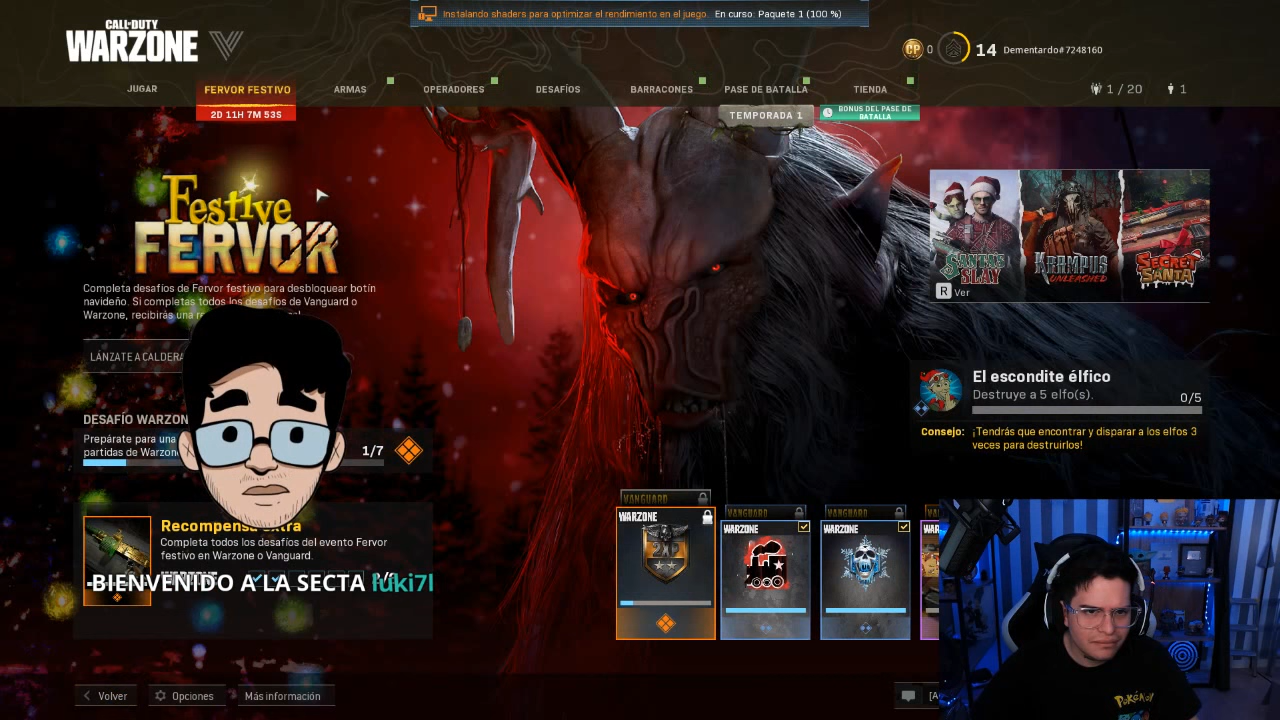 Instalando shaders para optimizar el rendimiento en el juego. En curso: Paquete 1 (100 %)
CALL OF DUTY
WARZONE
CP 0
14 Dementardo#7248160
JUGAR
FERVOR FESTIVO
ARMAS
OPERADORES
DESAFÍOS
BARRACONES
PASE DE BATALLA
TIENDA
1 / 20
1
2D 11H 7M 53S
TEMPORADA 1
BONUS DEL PASE DE
BATALLA
Festive
FERVOR
Completa desafíos de Fervor festivo para desbloquear botín
navideño. Si completas todos los desafíos de Vanguard o
Warzone, recibirás una
LÁNZATE A CALDERA
SANTA'S
SLAY
KRAMPUS
UNLEASHED
SECRET
SANTA
R Ver
El escondite élfico
Destruye a 5 elfo(s).
0/5
Consejo: ¡Tendrás que encontrar y disparar a los elfos 3
veces para destruirlos!
DESAFÍO WARZON
Prepárate para una
partidas de Warzone
1/7
Recompensa extra
Completa todos los desafíos del evento Fervor
festivo en Warzone o Vanguard.
-BIENVENIDO A LA SECTA luki7l
VANGUARD
VANGUARD
VANGUARD
WARZONE
WARZONE
WARZONE
WAR
2XP
Volver
Opciones
Más información
[A
POKéMON